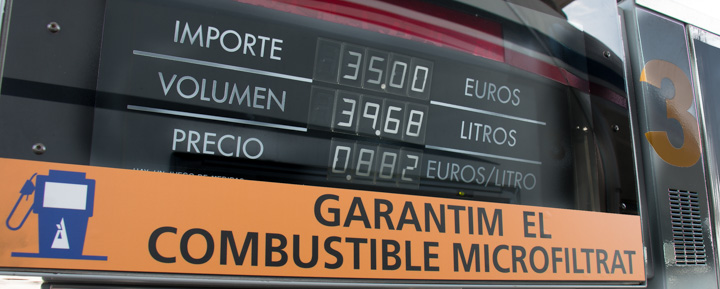 IMPORTE 35.00 EUROS
VOLUMEN 39.68 LITROS
PRECIO 0.882 EUROS/LITRO
3
GARANTIM EL
COMBUSTIBLE MICROFILTRAT